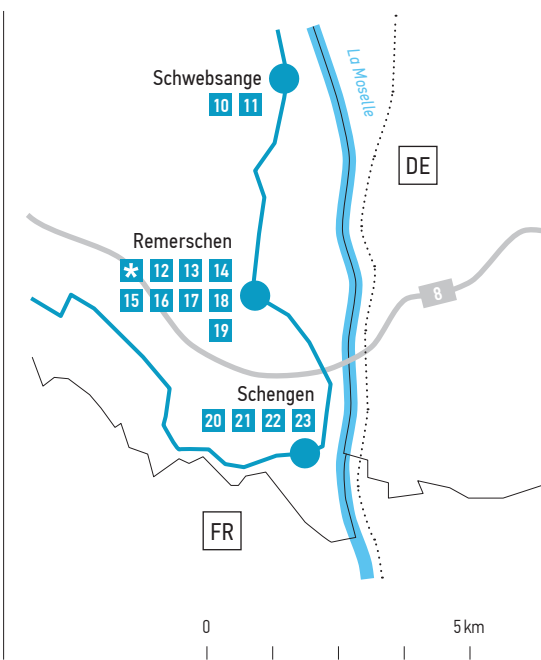 La Moselle
Schwebsange
10 11
DE
Remerschen
* 12 13 14
15 16 17 18
19
8
Schengen
20 21 22 23
FR
0 5 km